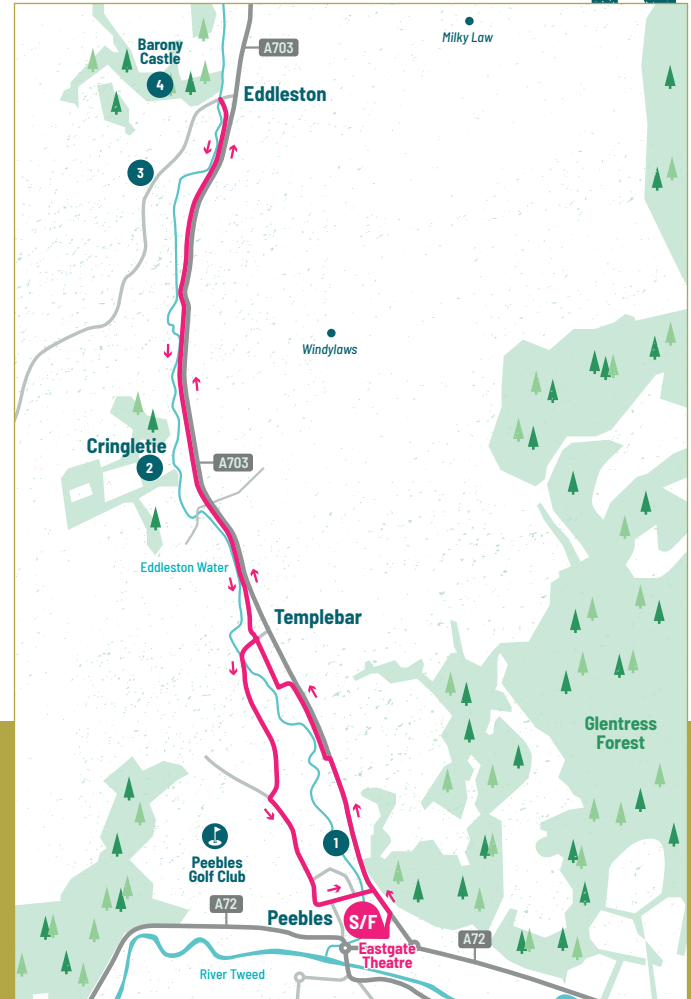 Milky Law
A703
Barony
Castle
4
Eddleston
3
Windylaws
Cringletie
2
A703
Eddleston Water
Templebar
Glentress
Forest
1
Peebles
Golf Club
A72
Peebles
S/F
Eastgate
Theatre
A72
River Tweed